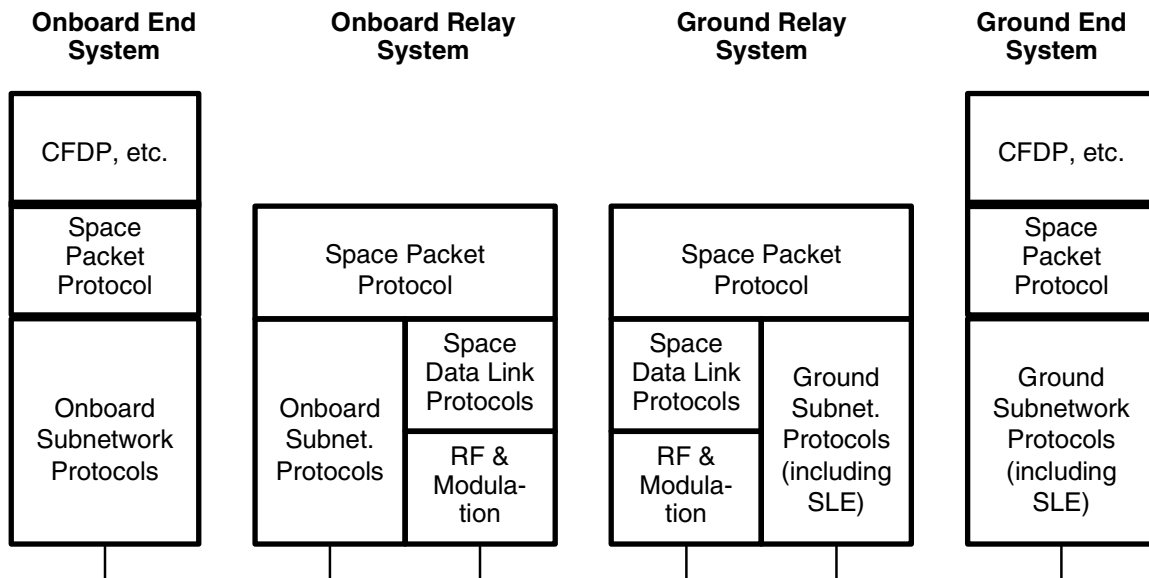 Onboard End
System
Onboard Relay
System
Ground Relay
System
Ground End
System
CFDP, etc.
Space
Packet
Protocol
Onboard
Subnetwork
Protocols
Space Packet
Protocol
Onboard
Subnet.
Protocols
Space
Data Link
Protocols
RF &
Modula-
tion
Space Packet
Protocol
Space
Data Link
Protocols
RF &
Modula-
tion
Ground
Subnet.
Protocols
(including
SLE)
CFDP, etc.
Space
Packet
Protocol
Ground
Subnetwork
Protocols
(including
SLE)